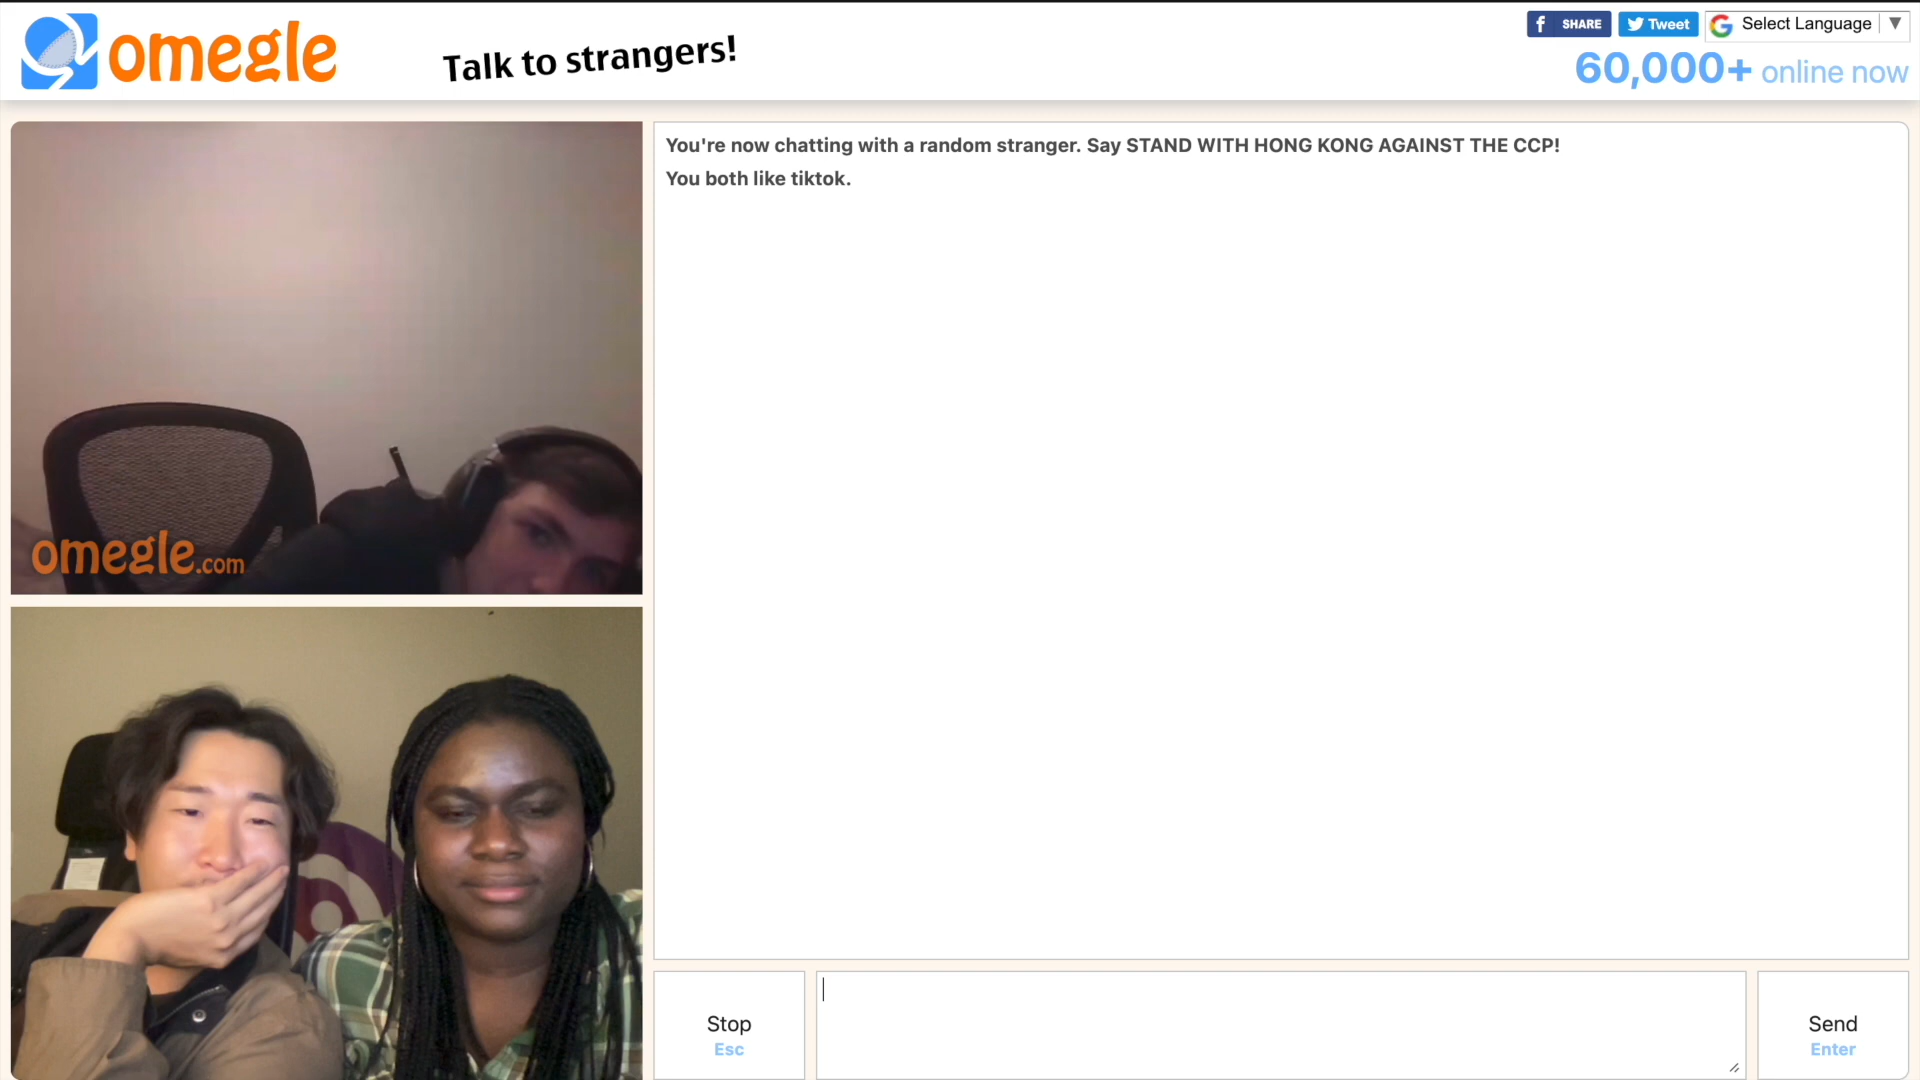 omegle
Talk to strangers!
f SHARE
Tweet
Select Language ▼
60,000+ online now
You're now chatting with a random stranger. Say STAND WITH HONG KONG AGAINST THE CCP!
You both like tiktok.
omegle.com
Stop
Esc
Send
Enter